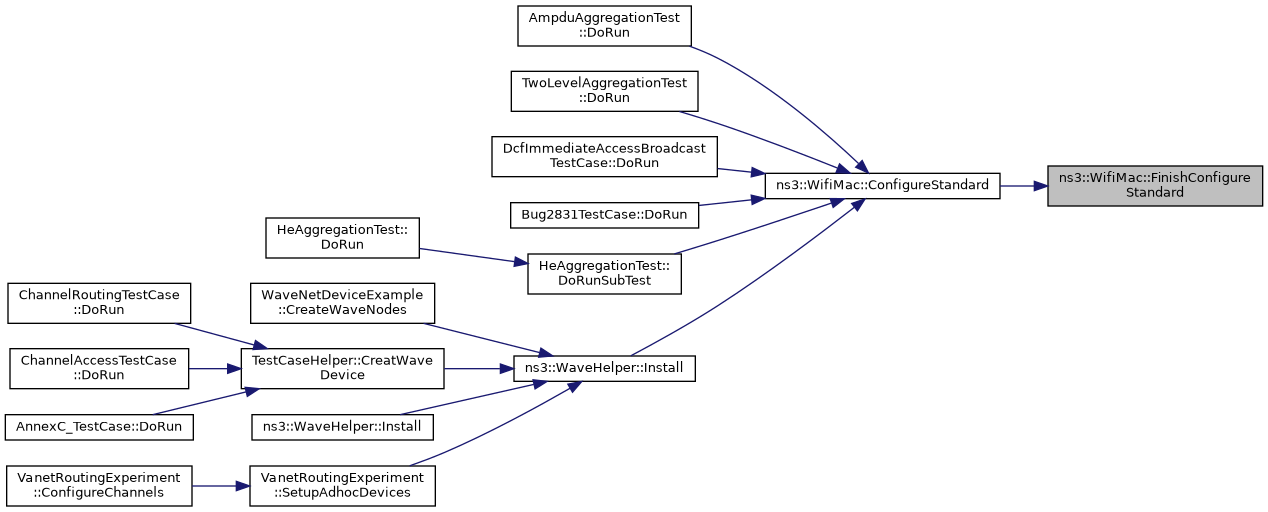 AmpduAggregationTest
::DoRun
TwoLevelAggregationTest
::DoRun
DcfImmediateAccessBroadcast
TestCase::DoRun
ns3::WifiMac::ConfigureStandard
ns3::WifiMac::FinishConfigure
Standard
Bug2831TestCase::DoRun
HeAggregationTest::
DoRun
HeAggregationTest::
DoRunSubTest
ChannelRoutingTestCase
::DoRun
WaveNetDeviceExample
::CreateWaveNodes
ChannelAccessTestCase
::DoRun
TestCaseHelper::CreatWave
Device
ns3::WaveHelper::Install
AnnexC_TestCase::DoRun
ns3::WaveHelper::Install
VanetRoutingExperiment
::ConfigureChannels
VanetRoutingExperiment
::SetupAdhocDevices